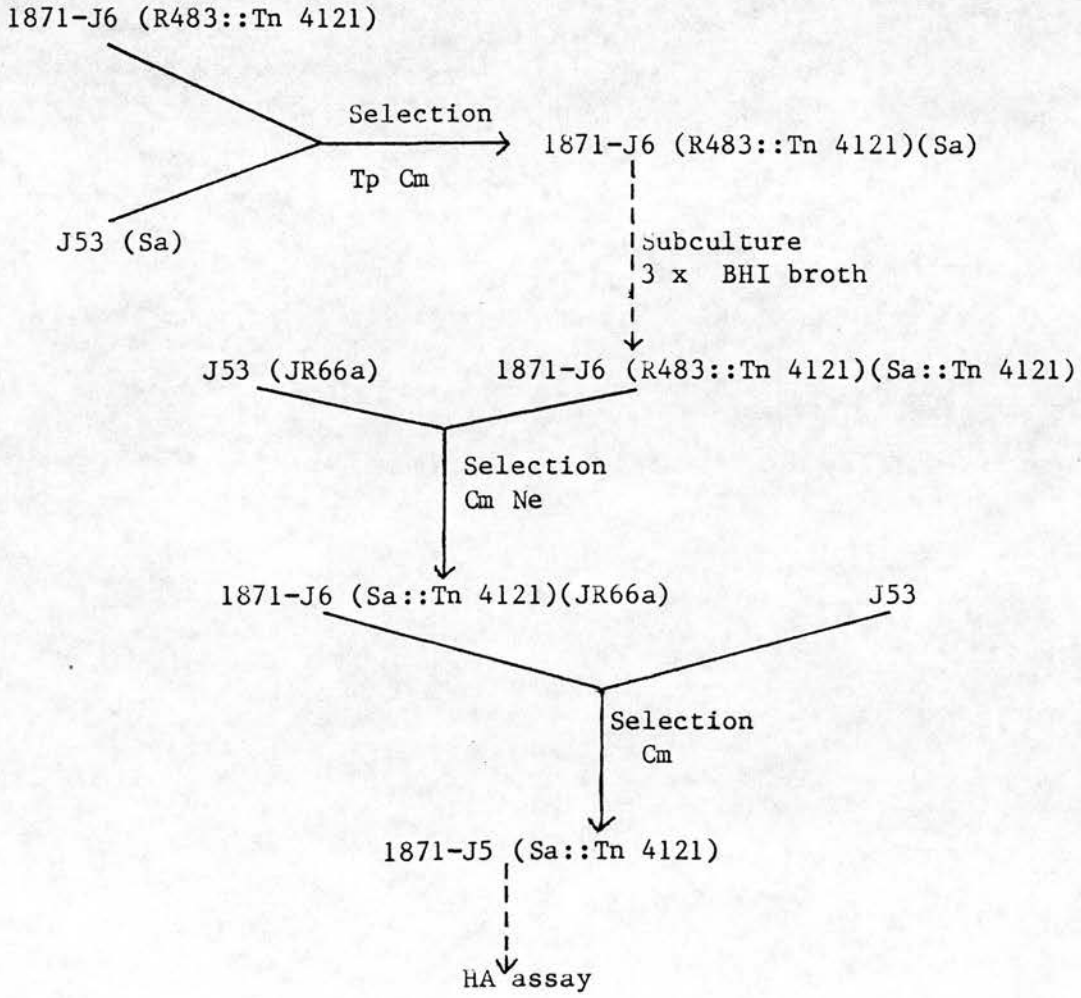 1871-J6 (R483::Tn 4121)
Selection
Tp Cm
1871-J6 (R483::Tn 4121)(Sa)
J53 (Sa)
Subculture
3 x BHI broth
J53 (JR66a)
1871-J6 (R483::Tn 4121)(Sa::Tn 4121)
Selection
Cm Ne
1871-J6 (Sa::Tn 4121)(JR66a)
J53
Selection
Cm
1871-J5 (Sa::Tn 4121)
HA assay